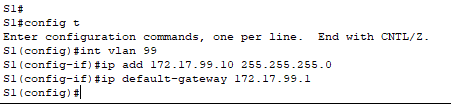 S1#
S1#config t
Enter configuration commands, one per line.  End with CNTL/Z.
S1(config)#int vlan 99
S1(config-if)#ip add 172.17.99.10 255.255.255.0
S1(config-if)#ip default-gateway 172.17.99.1
S1(config)#